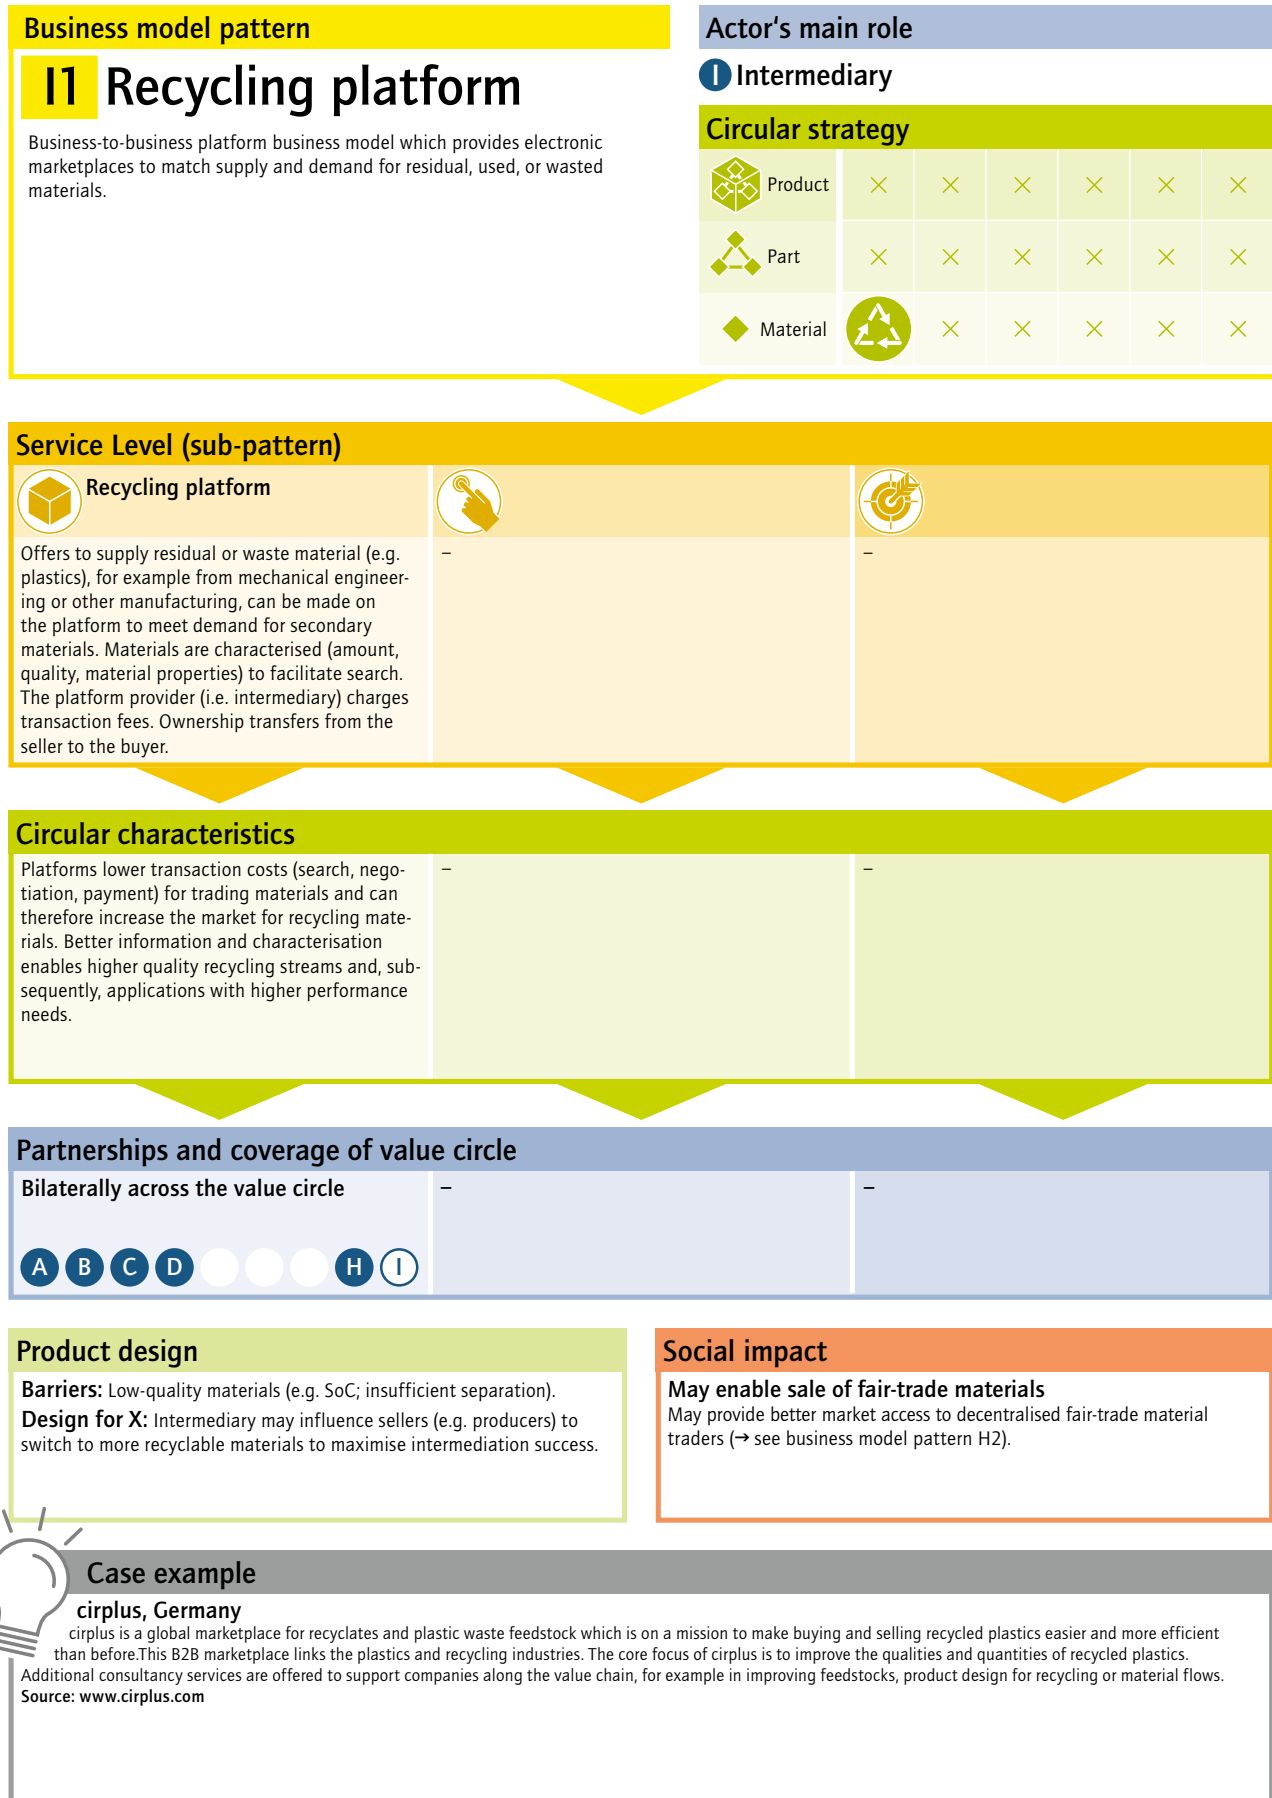 Business model pattern
I1 Recycling platform
Business-to-business platform business model which provides electronic
marketplaces to match supply and demand for residual, used, or wasted
materials.
Actor‘s main role
I Intermediary
Circular strategy
Product
Part
Material
Service Level (sub-pattern)
Recycling platform
Offers to supply residual or waste material (e.g.
plastics), for example from mechanical engineer-
ing or other manufacturing, can be made on
the platform to meet demand for secondary
materials. Materials are characterised (amount,
quality, material properties) to facilitate search.
The platform provider (i.e. intermediary) charges
transaction fees. Ownership transfers from the
seller to the buyer.
–
–
Circular characteristics
Platforms lower transaction costs (search, nego-
tiation, payment) for trading materials and can
therefore increase the market for recycling mate-
rials. Better information and characterisation
enables higher quality recycling streams and, sub-
sequently, applications with higher performance
needs.
–
–
Partnerships and coverage of value circle
Bilaterally across the value circle
A B C D H I
–
–
Product design
Barriers: Low-quality materials (e.g. SoC; insufficient separation).
Design for X: Intermediary may influence sellers (e.g. producers) to
switch to more recyclable materials to maximise intermediation success.
Social impact
May enable sale of fair-trade materials
May provide better market access to decentralised fair-trade material
traders (→ see business model pattern H2).
Case example
cirplus, Germany
cirplus is a global marketplace for recyclates and plastic waste feedstock which is on a mission to make buying and selling recycled plastics easier and more efficient
than before.This B2B marketplace links the plastics and recycling industries. The core focus of cirplus is to improve the qualities and quantities of recycled plastics.
Additional consultancy services are offered to support companies along the value chain, for example in improving feedstocks, product design for recycling or material flows.
Source: www.cirplus.com